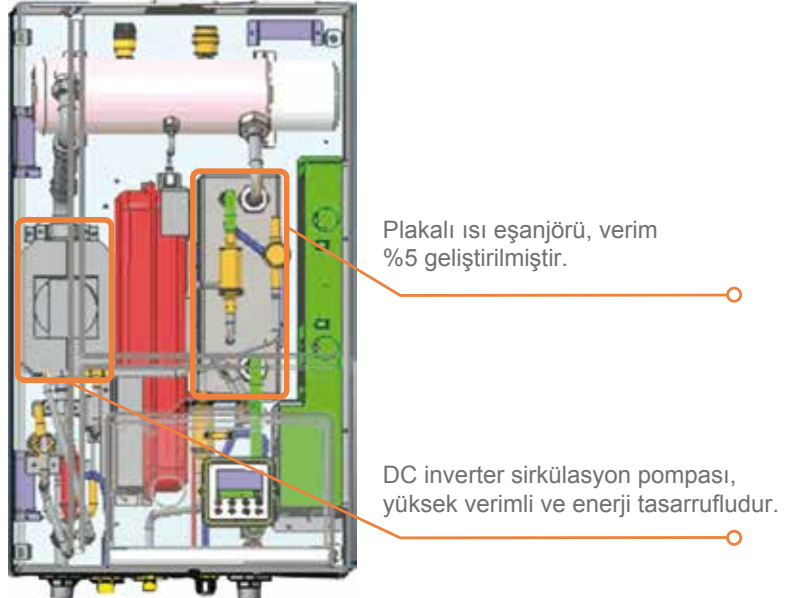 Plakalı ısı eşanjörü, verim
%5 geliştirilmiştir.
DC inverter sirkülasyon pompası,
yüksek verimli ve enerji tasarrufludur.